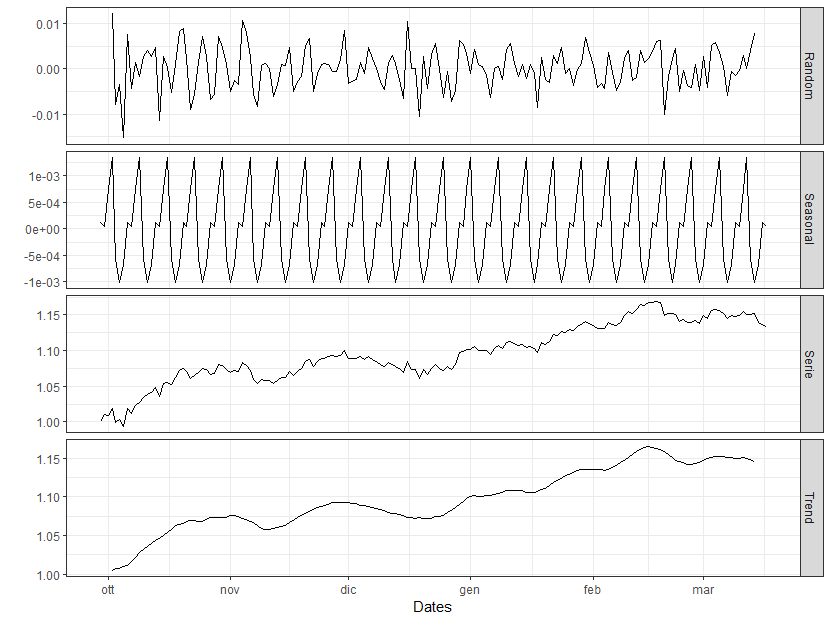 0.01
0.00
-0.01
Random
1e-03
5e-04
0e+00
-5e-04
-1e-03
Seasonal
1.15
1.10
1.05
1.00
Serie
1.15
1.10
1.05
1.00
Trend
ott nov dic gen feb mar
Dates